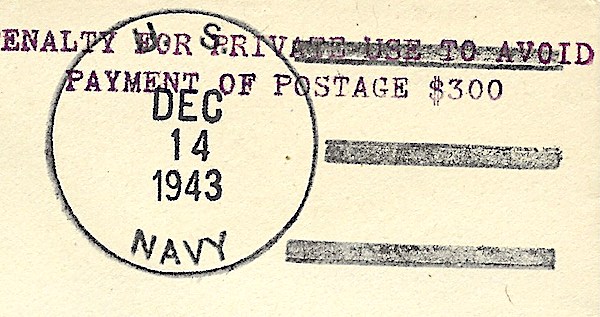 ENALTY FOR PRIVATE USE TO AVOID
PAYMENT OF POSTAGE $300
U S
DEC
14
1943
NAVY